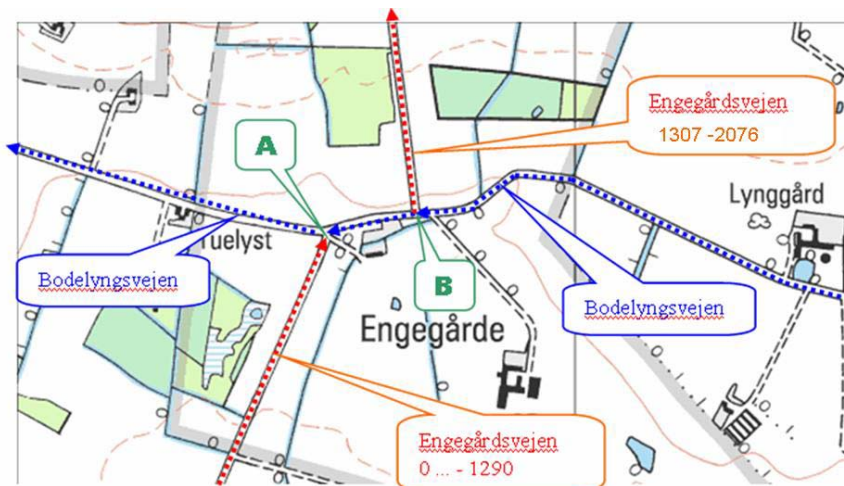 Engegårdsvejen
1307 -2076
A
Lynggård
truelyst
Bodelyngsvejen
B
Bodelyngsvejen
Engegårde
Engegårdsvejen
0 ... - 1290